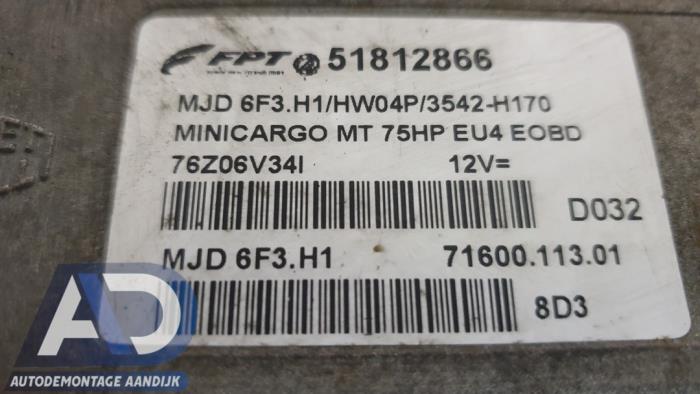 FPT 51812866
MJD 6F3.H1/HW04P/3542-H170
MINICARGO MT 75HP EU4 EOBD
76Z06V34I 12V=
D032
MJD 6F3.H1 71600.113.01
8D3
AD
AUTODEMONTAGE AANDIJK